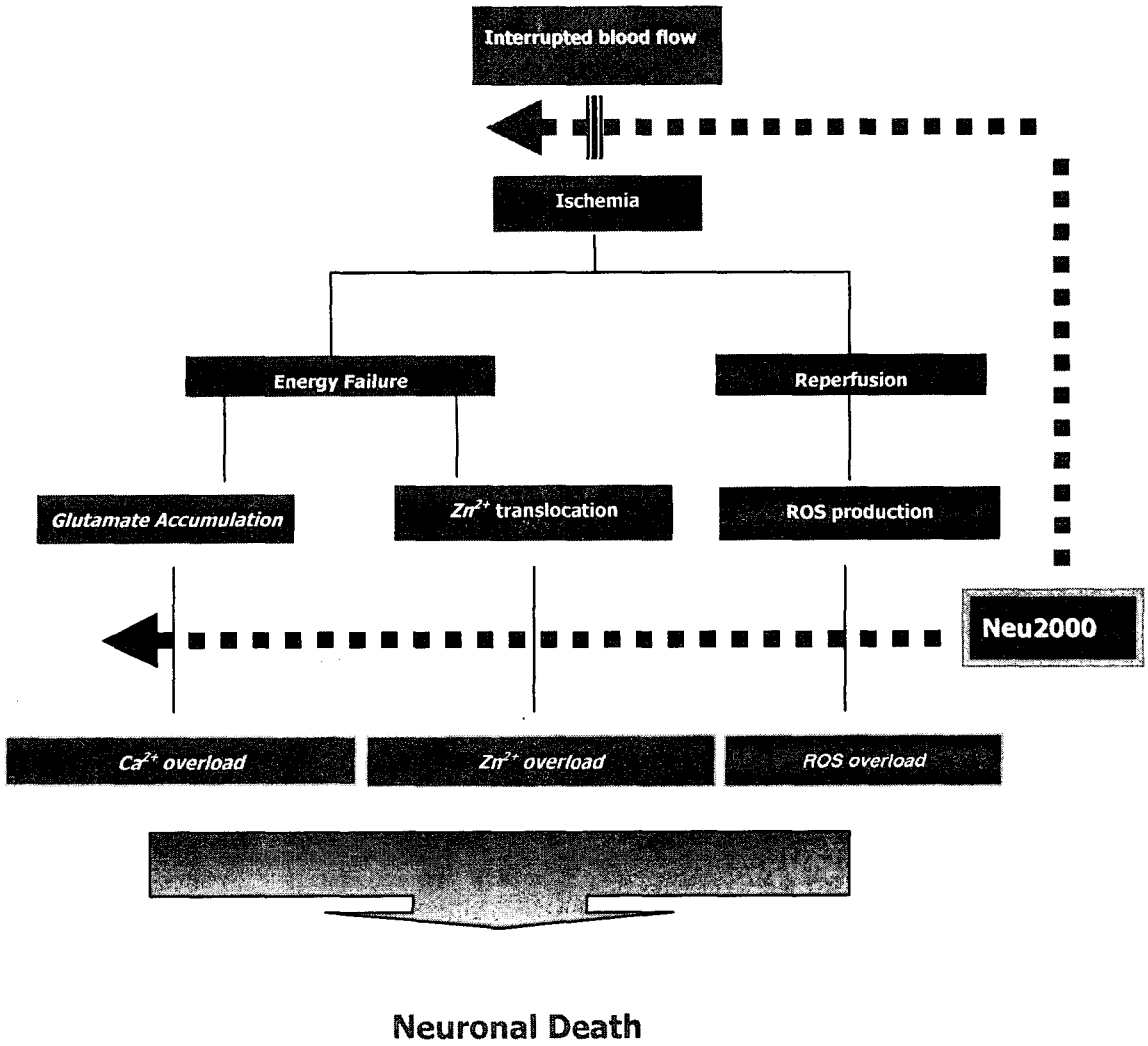 Interrupted blood flow
Ischemia
Energy Failure
Reperfusion
Glutamate Accumulation
Zn²⁺ translocation
ROS production
Neu2000
Ca²⁺ overload
Zn²⁺ overload
ROS overload
Neuronal Death